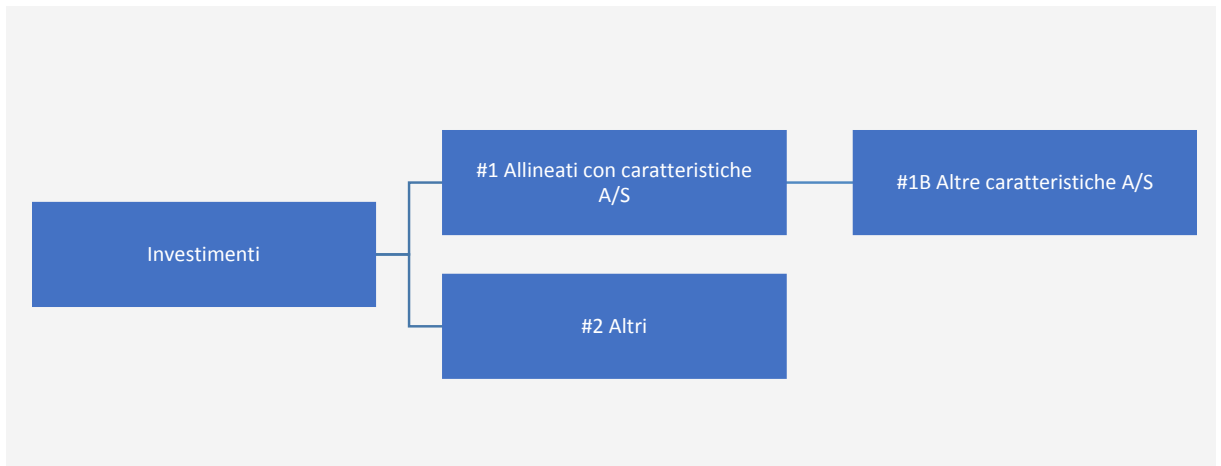 #1 Allineati con caratteristiche
A/S
#1B Altre caratteristiche A/S
Investimenti
#2 Altri